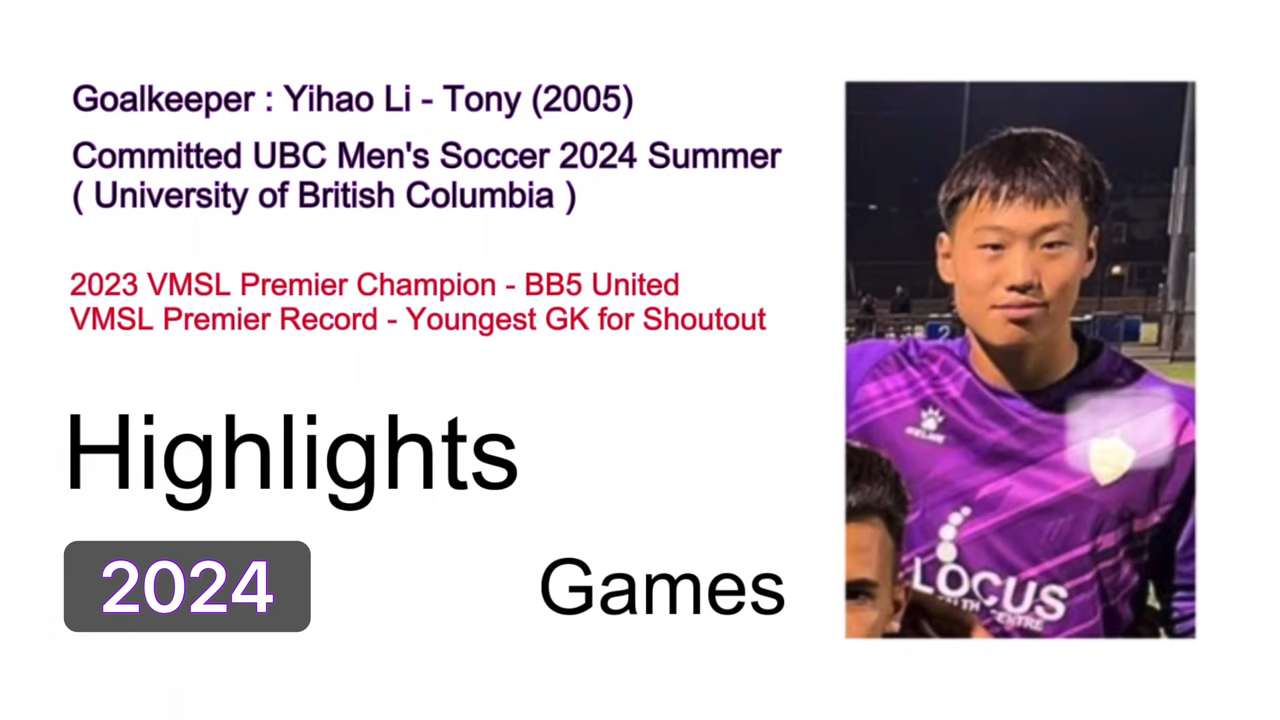 Goalkeeper : Yihao Li - Tony (2005)
Committed UBC Men's Soccer 2024 Summer
( University of British Columbia )
2023 VMSL Premier Champion - BB5 United
VMSL Premier Record - Youngest GK for Shoutout
Highlights
2024
Games
2
LOCUS